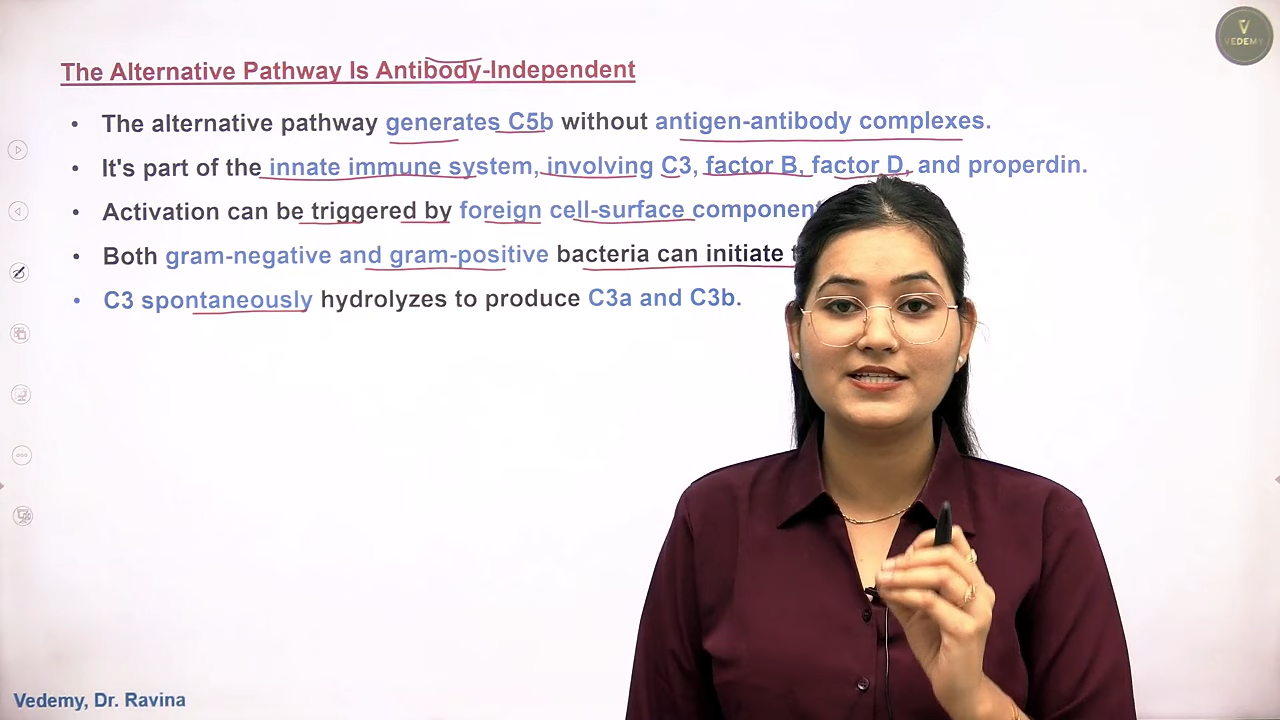 VEDEMY
The Alternative Pathway Is Antibody-Independent
• The alternative pathway generates C5b without antigen-antibody complexes.
• It's part of the innate immune system, involving C3, factor B, factor D, and properdin.
• Activation can be triggered by foreign cell-surface
• Both gram-negative and gram-positive bacteria can initiate
• C3 spontaneously hydrolyzes to produce C3a and C3b.
Vedemy, Dr. Ravina